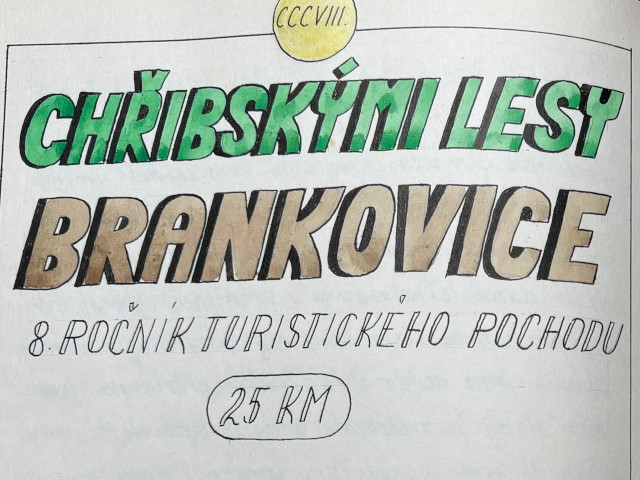 CCCVIII.
CHŘIBSKÝMI LESY
BRANKOVICE
8. ROČNÍK TURISTICKÉHO POCHODU
25 KM